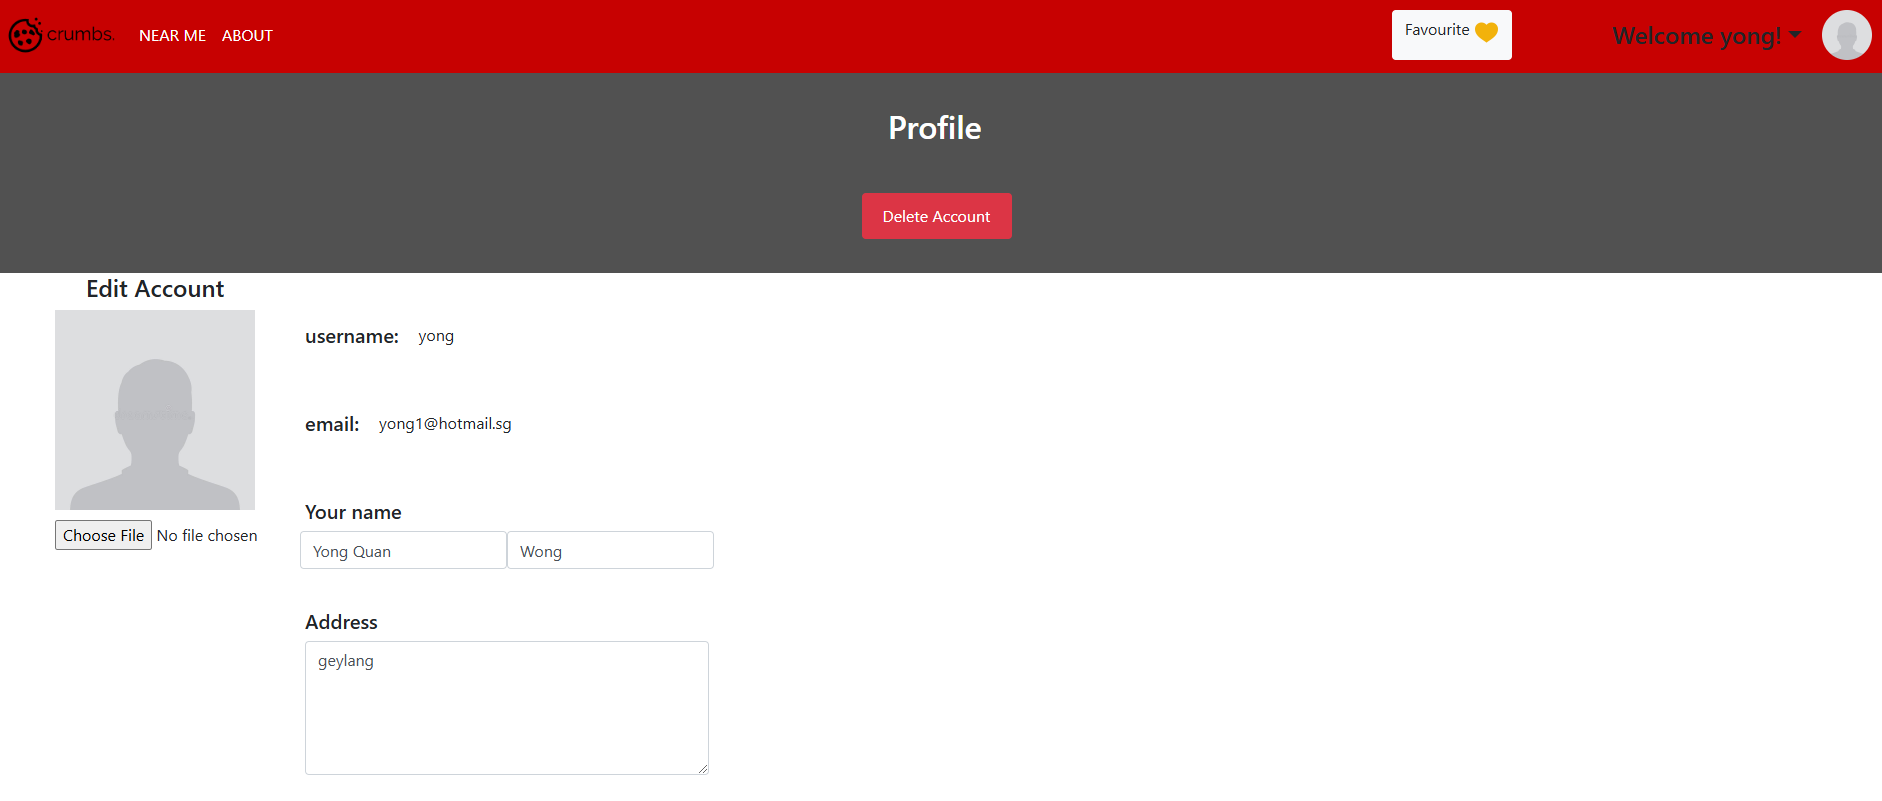 crumbs.
NEAR ME ABOUT
Favourite
Welcome yong!
Profile
Delete Account
Edit Account
username: yong
email: yong1@hotmail.sg
Your name
Yong Quan Wong
Choose File No file chosen
Address
geylang